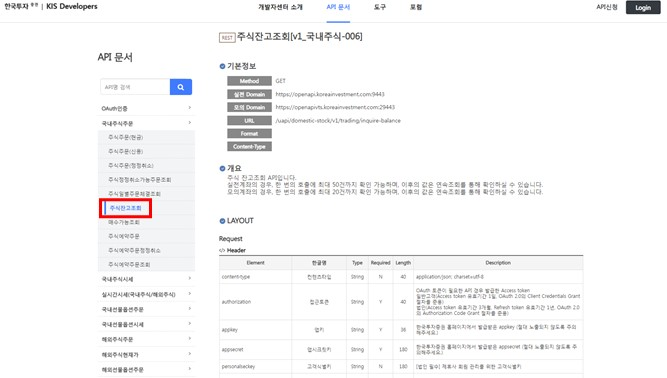 한국투자증권 | KIS Developers
개발자센터 소개
API 문서
도구
포럼
API신청
Login
API 문서
API명 검색
OAuth인증
국내주식주문
주식주문(현금)
주식주문(신용)
주식주문(정정취소)
주식정정취소가능주문조회
주식일별주문체결조회
주식잔고조회
매수가능조회
주식예약주문
주식예약주문정정취소
주식예약주문조회
국내주식시세
실시간시세(국내주식/해외주식)
국내선물옵션주문
국내선물옵션시세
해외주식주문
해외주식현재가
해외선물옵션주문
REST 주식잔고조회[v1_국내주식-006]
기본정보
Method GET
실전 Domain https://openapi.koreainvestment.com:9443
모의 Domain https://openapivts.koreainvestment.com:29443
URL /uapi/domestic-stock/v1/trading/inquire-balance
Format
Content-Type
개요
주식 잔고조회 API입니다.
실전계좌의 경우, 한 번의 호출에 최대 50건까지 확인 가능하며, 이후의 값은 연속조회를 통해 확인하실 수 있습니다.
모의계좌의 경우, 한 번의 호출에 최대 20건까지 확인 가능하며, 이후의 값은 연속조회를 통해 확인하실 수 있습니다.
LAYOUT
Request
</> Header
Element 한글명 Type Required Length Description
content-type 컨텐츠타입 String N 40 application/json; charset=utf-8
authorization 접근토큰 String Y 40 OAuth 토큰이 필요한 API 경우 발급한 Access token
일반고객(Access token 유효기간 1일, OAuth 2.0의 Client Credentials Grant
절차를 준용)
법인(Access token 유효기간 3개월, Refresh token 유효기간 1년, OAuth 2.0
의 Authorization Code Grant 절차를 준용)
appkey 앱키 String Y 36 한국투자증권 홈페이지에서 발급받은 appkey (절대 노출되지 않도록 주의
해주세요.)
appsecret 앱시크릿키 String Y 180 한국투자증권 홈페이지에서 발급받은 appsecret (절대 노출되지 않도록 주
의해주세요.)
personalseckey 고객식별키 String N 180 [법인 필수] 제휴사 회원 관리를 위한 고객식별키